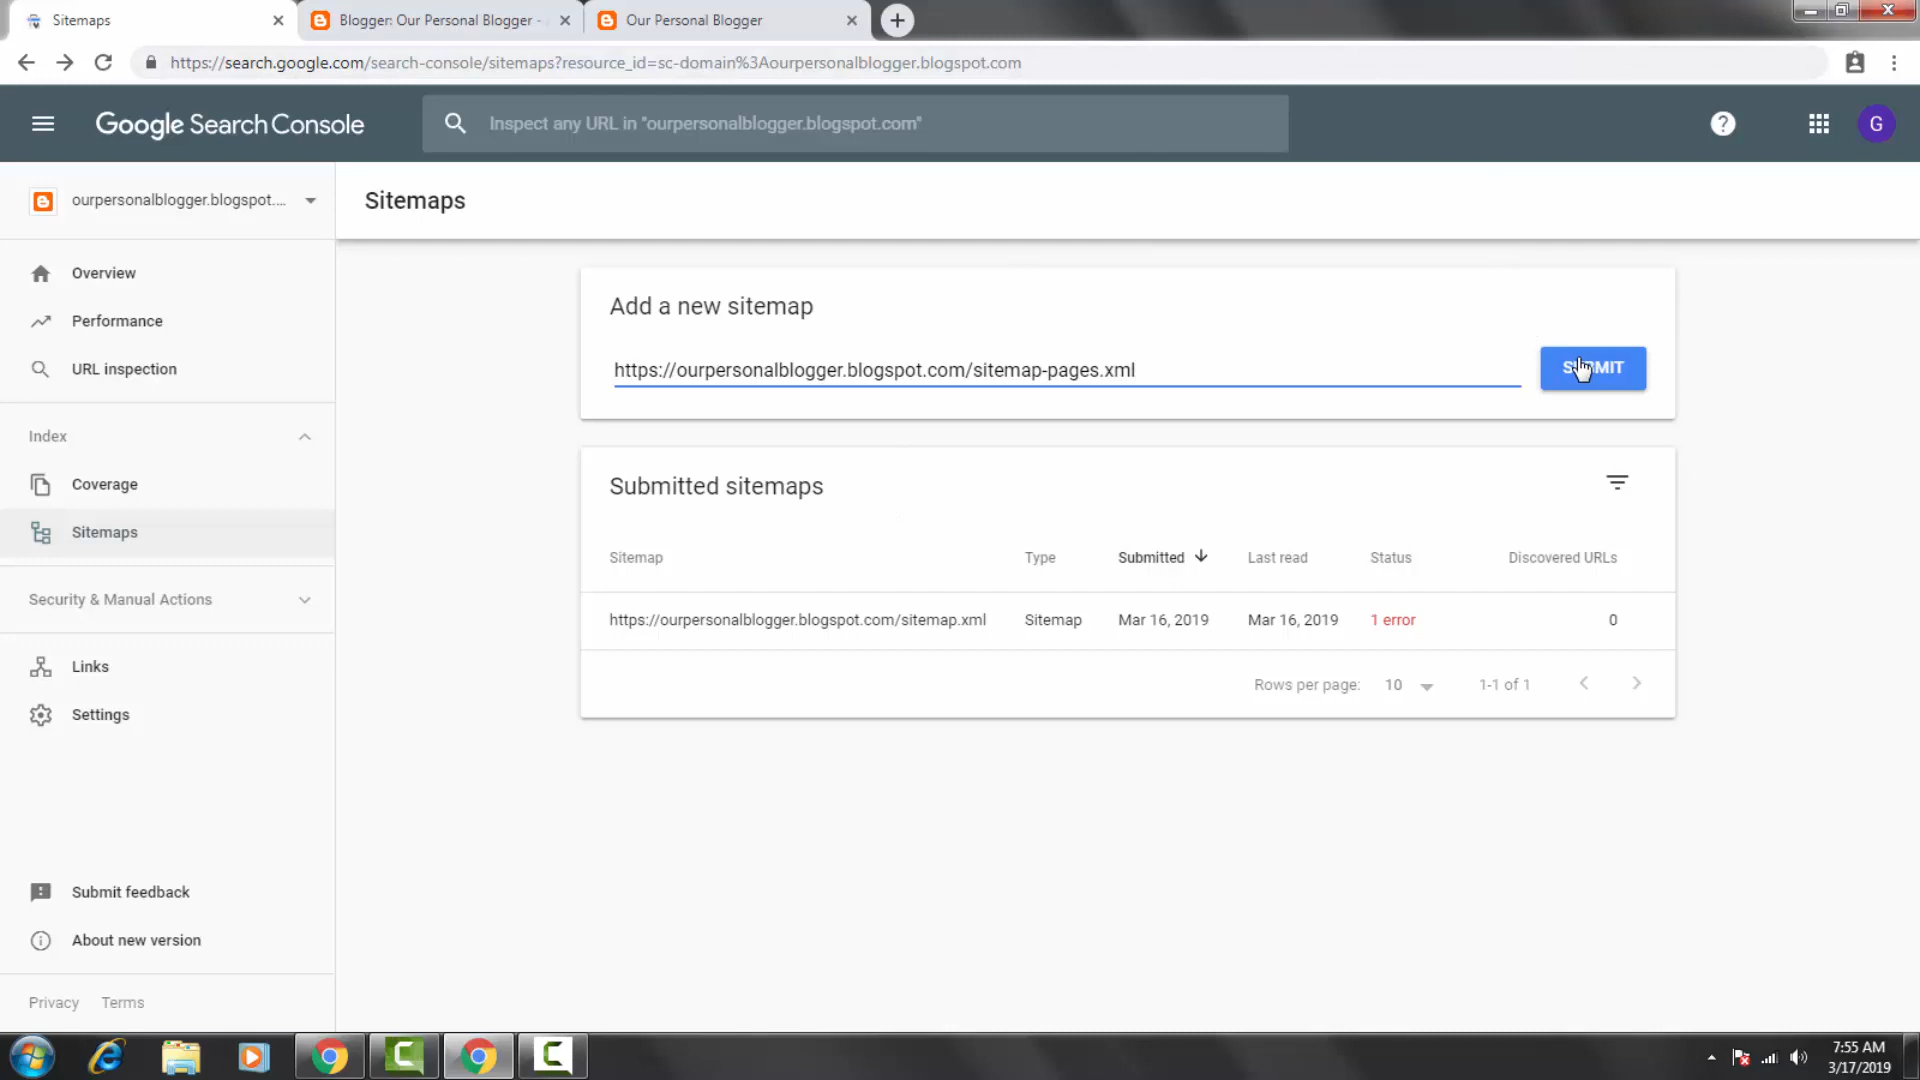 Sitemaps
Blogger: Our Personal Blogger -
Our Personal Blogger
https://search.google.com/search-console/sitemaps?resource_id=sc-domain%3Aourpersonalblogger.blogspot.com
Google Search Console
Inspect any URL in "ourpersonalblogger.blogspot.com"
?
G
ourpersonalblogger.blogspot....
Sitemaps
Overview
Performance
URL inspection
Index
Coverage
Sitemaps
Security & Manual Actions
Links
Settings
Submit feedback
About new version
Privacy Terms
Add a new sitemap
https://ourpersonalblogger.blogspot.com/sitemap-pages.xml
SUBMIT
Submitted sitemaps
Sitemap Type Submitted Last read Status Discovered URLs
https://ourpersonalblogger.blogspot.com/sitemap.xml Sitemap Mar 16, 2019 Mar 16, 2019 1 error 0
Rows per page: 10 1-1 of 1
7:55 AM
3/17/2019